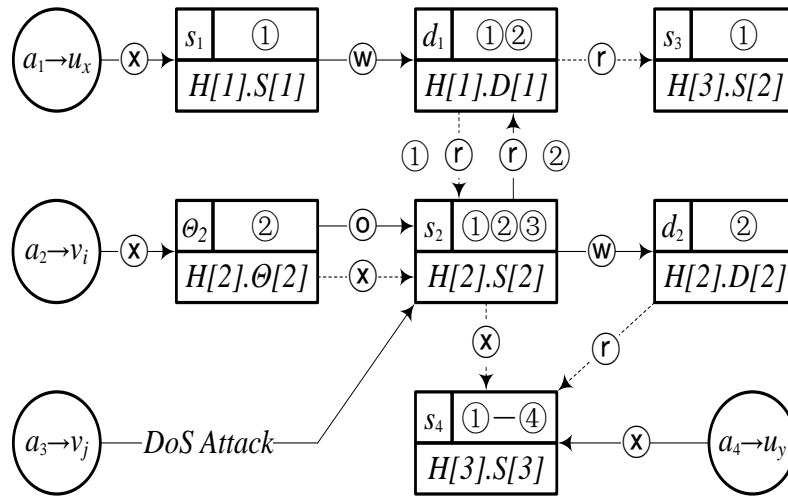 s1 ① d1 ①② s3 ①
a1→ux x w r
H[1].S[1] H[1].D[1] H[3].S[2]
① r r ②
Θ2 ② o s2 ①②③ d2 ②
a2→vi x w
H[2].Θ[2] x H[2].S[2] H[2].D[2]
x r
s4 ①−④
a3→vj DoS Attack x a4→uy
H[3].S[3]